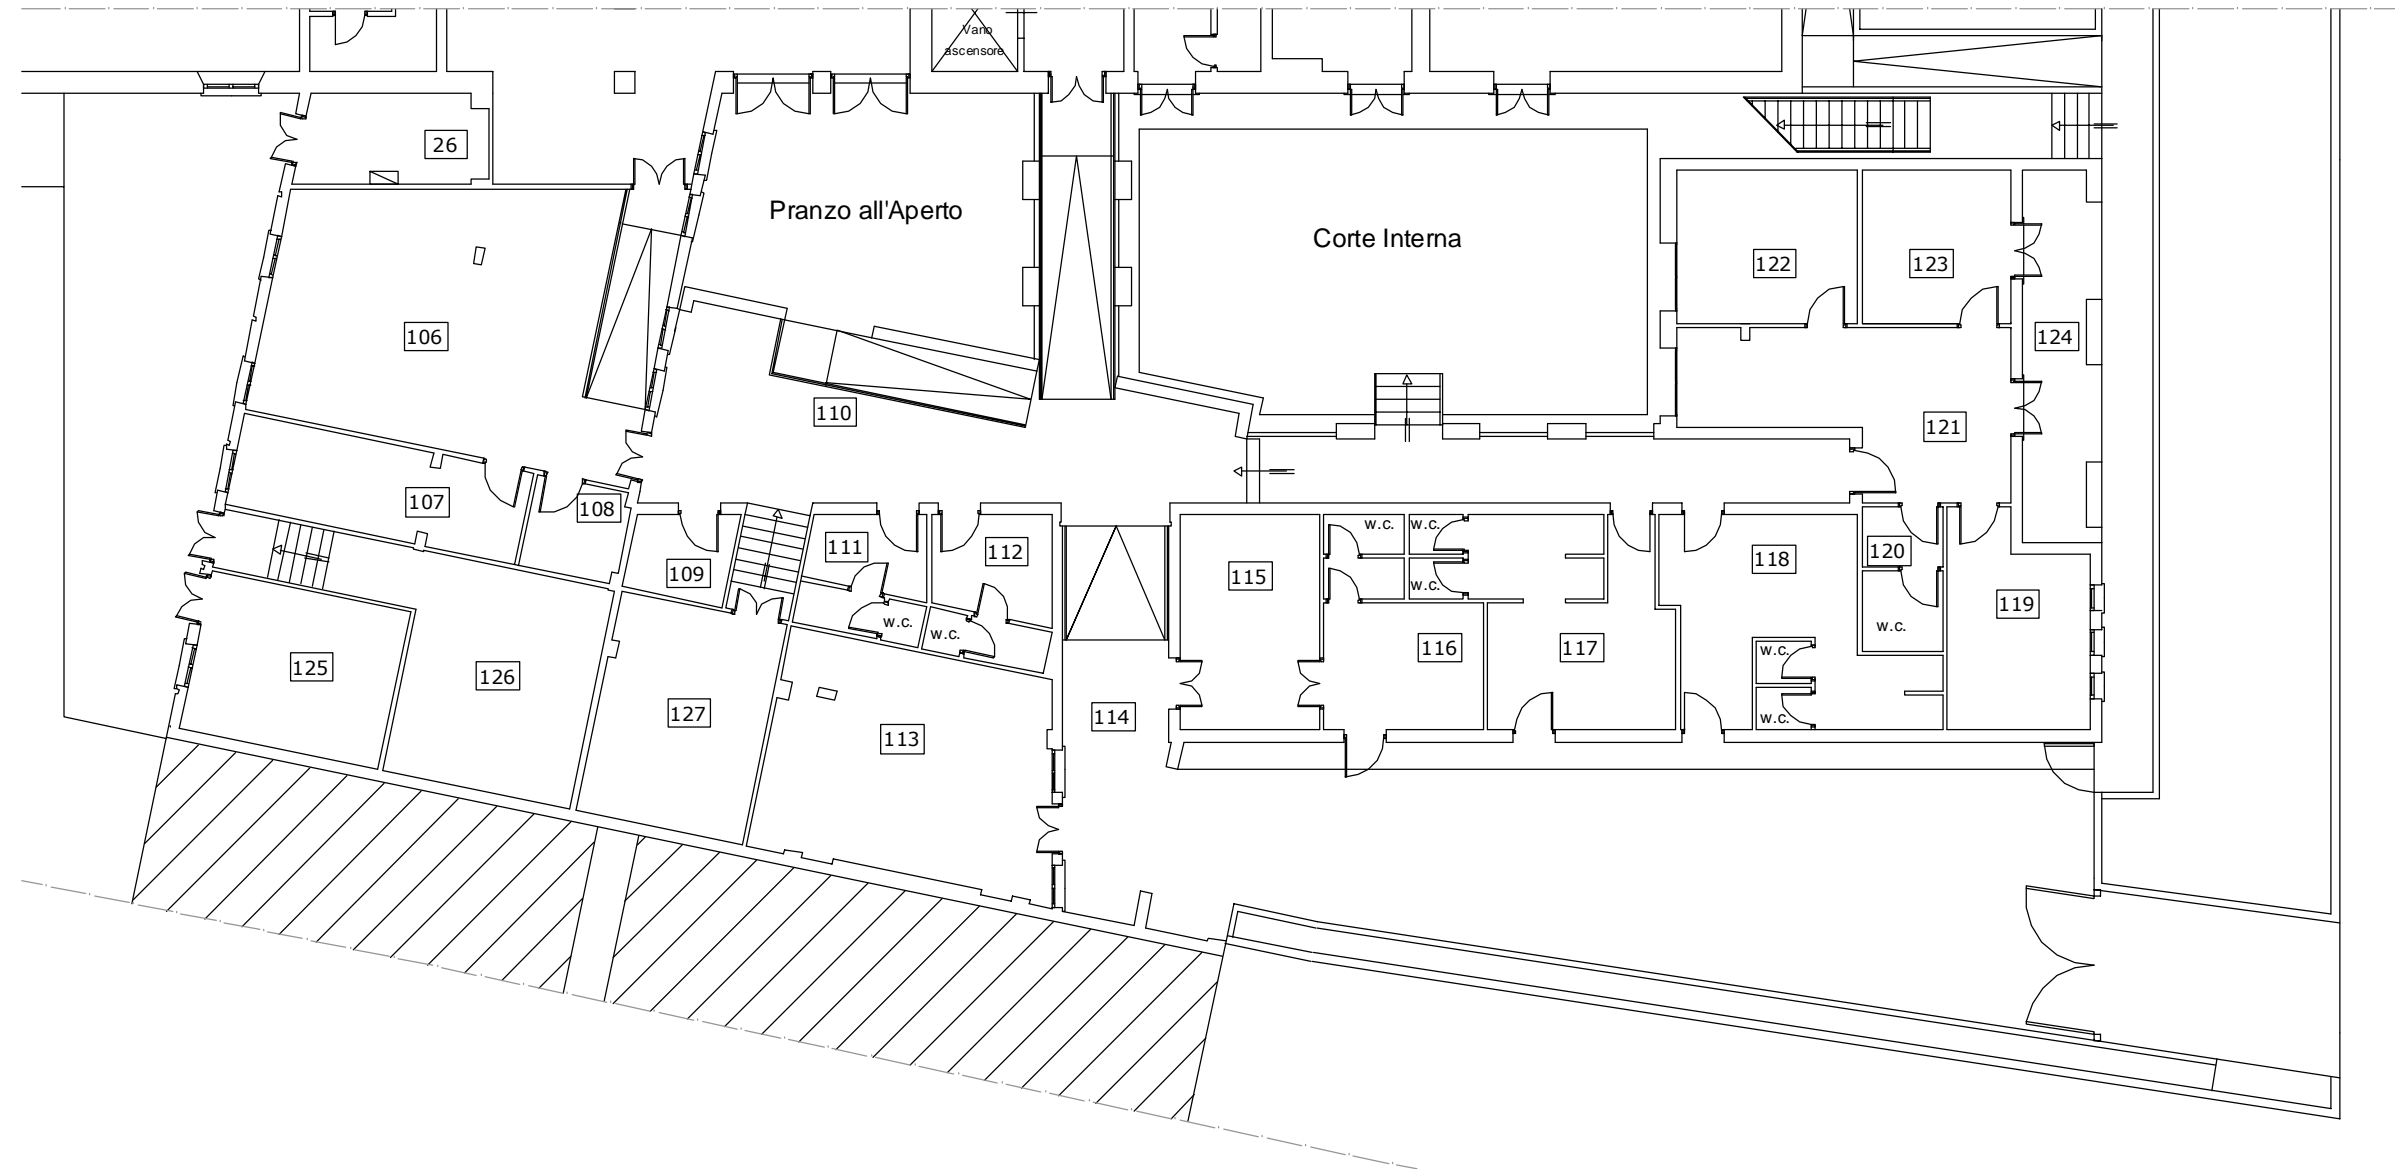 Vano
ascensore
26
Pranzo all'Aperto
Corte Interna
122
123
106
124
110
121
107
108
w.c.
w.c.
111
112
120
118
109
115
w.c.
119
w.c.
w.c.
w.c.
w.c.
125
126
116
117
127
114
113
w.c.